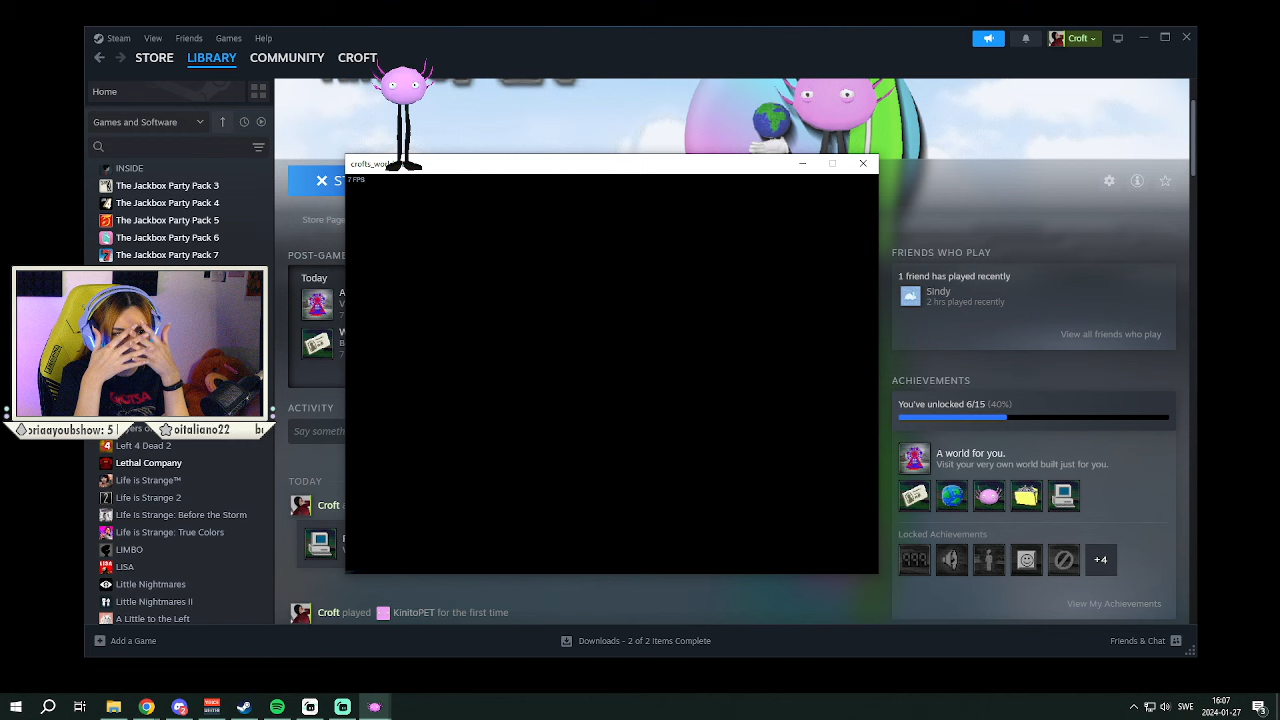 Steam View Friends Games Help
Croft
STORE LIBRARY COMMUNITY CROFT
Home
Games and Software
crofts_wor
7 FPS
INSIDE
The Jackbox Party Pack 3
The Jackbox Party Pack 4
The Jackbox Party Pack 5
The Jackbox Party Pack 6
The Jackbox Party Pack 7
Left 4 Dead 2
Lethal Company
Life is Strange™
Life is Strange 2
Life is Strange: Before the Storm
Life is Strange: True Colors
LIMBO
LISA
Little Nightmares
Little Nightmares II
A Little to the Left
Store Page
POST-GAM
Today
ACTIVITY
Say someth
TODAY
Croft
Croft played KinitoPET for the first time
FRIENDS WHO PLAY
1 friend has played recently
Sindy
2 hrs played recently
View all friends who play
ACHIEVEMENTS
You've unlocked 6/15 (40%)
A world for you.
Visit your very own world built just for you.
Locked Achievements
+4
View My Achievements
oitaliano22
Add a Game
Downloads - 2 of 2 Items Complete
Friends & Chat
SWE
16:07
2024-01-27